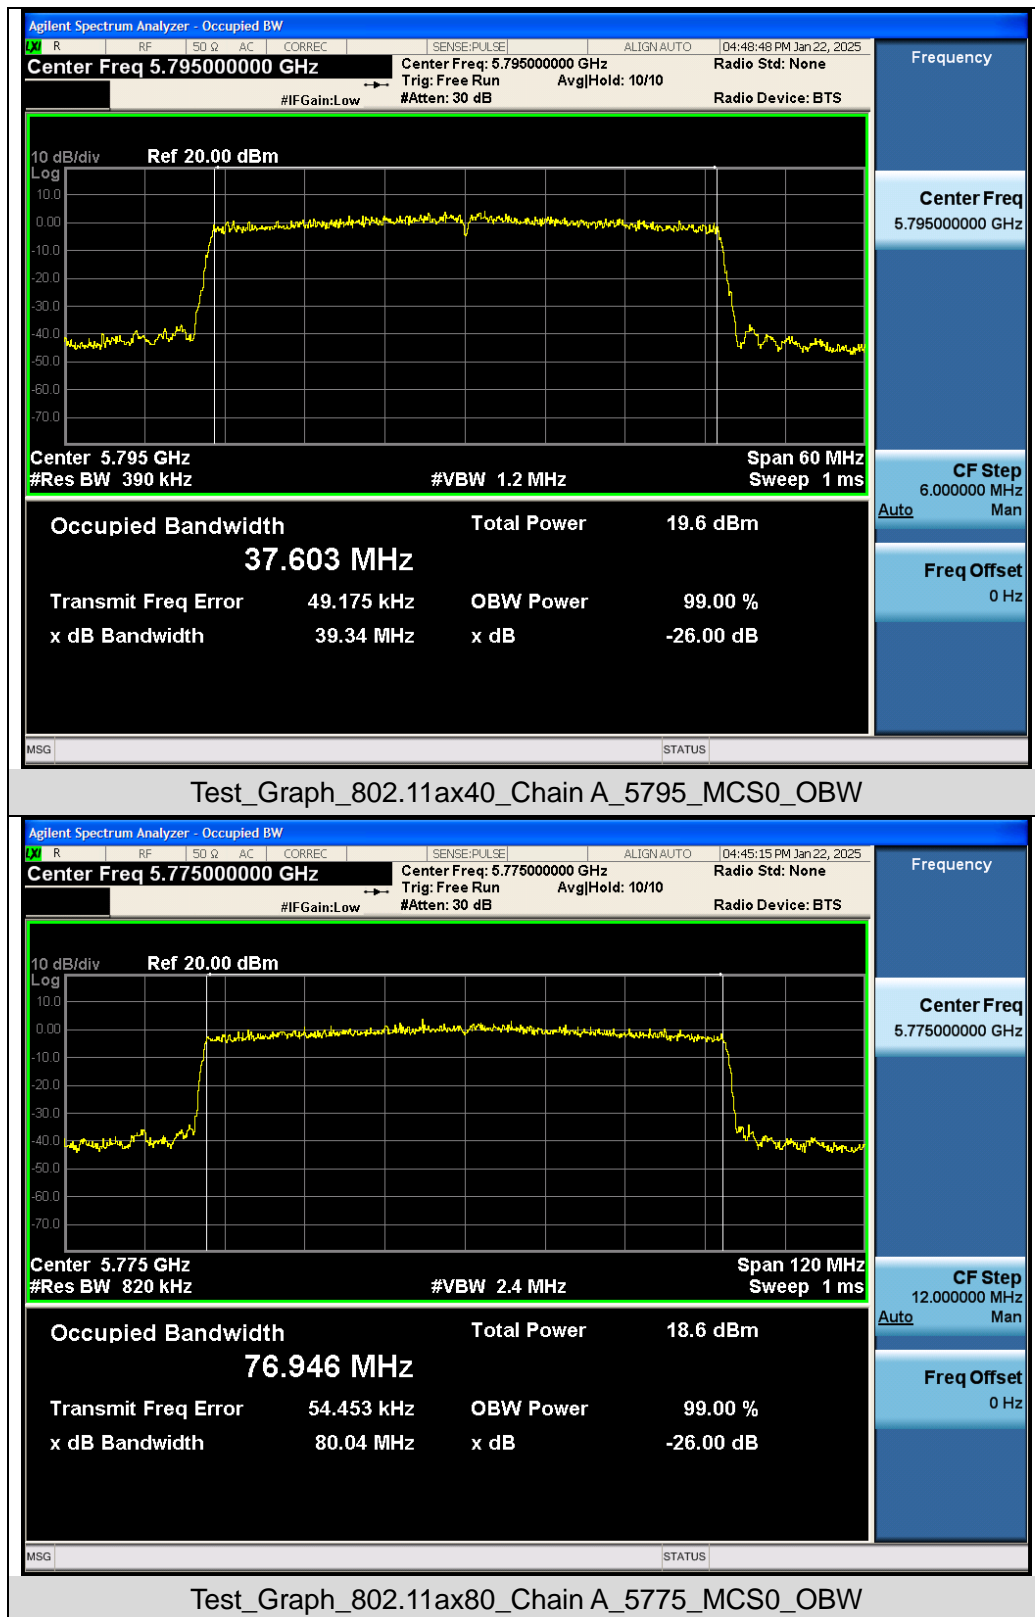 Agilent Spectrum Analyzer - Occupied BW
LXI R RF 50 Ω AC CORREC SENSE:PULSE ALIGN AUTO 04:48:48 PM Jan 22, 2025
Center Freq 5.795000000 GHz Center Freq: 5.795000000 GHz Radio Std: None Frequency
Trig: Free Run Avg|Hold: 10/10
#IFGain:Low #Atten: 30 dB Radio Device: BTS
10 dB/div Ref 20.00 dBm
Log
10.0
0.00
-10.0
-20.0
-30.0
-40.0
-50.0
-60.0
-70.0
Center Freq
5.795000000 GHz
Center 5.795 GHz Span 60 MHz
#Res BW 390 kHz #VBW 1.2 MHz Sweep 1 ms
CF Step
6.000000 MHz
Auto Man
Occupied Bandwidth Total Power 19.6 dBm
37.603 MHz
Transmit Freq Error 49.175 kHz OBW Power 99.00 %
x dB Bandwidth 39.34 MHz x dB -26.00 dB
Freq Offset
0 Hz
MSG STATUS
Test_Graph_802.11ax40_Chain A_5795_MCS0_OBW
Agilent Spectrum Analyzer - Occupied BW
LXI R RF 50 Ω AC CORREC SENSE:PULSE ALIGN AUTO 04:45:15 PM Jan 22, 2025
Center Freq 5.775000000 GHz Center Freq: 5.775000000 GHz Radio Std: None Frequency
Trig: Free Run Avg|Hold: 10/10
#IFGain:Low #Atten: 30 dB Radio Device: BTS
10 dB/div Ref 20.00 dBm
Log
10.0
0.00
-10.0
-20.0
-30.0
-40.0
-50.0
-60.0
-70.0
Center Freq
5.775000000 GHz
Center 5.775 GHz Span 120 MHz
#Res BW 820 kHz #VBW 2.4 MHz Sweep 1 ms
CF Step
12.000000 MHz
Auto Man
Occupied Bandwidth Total Power 18.6 dBm
76.946 MHz
Transmit Freq Error 54.453 kHz OBW Power 99.00 %
x dB Bandwidth 80.04 MHz x dB -26.00 dB
Freq Offset
0 Hz
MSG STATUS
Test_Graph_802.11ax80_Chain A_5775_MCS0_OBW